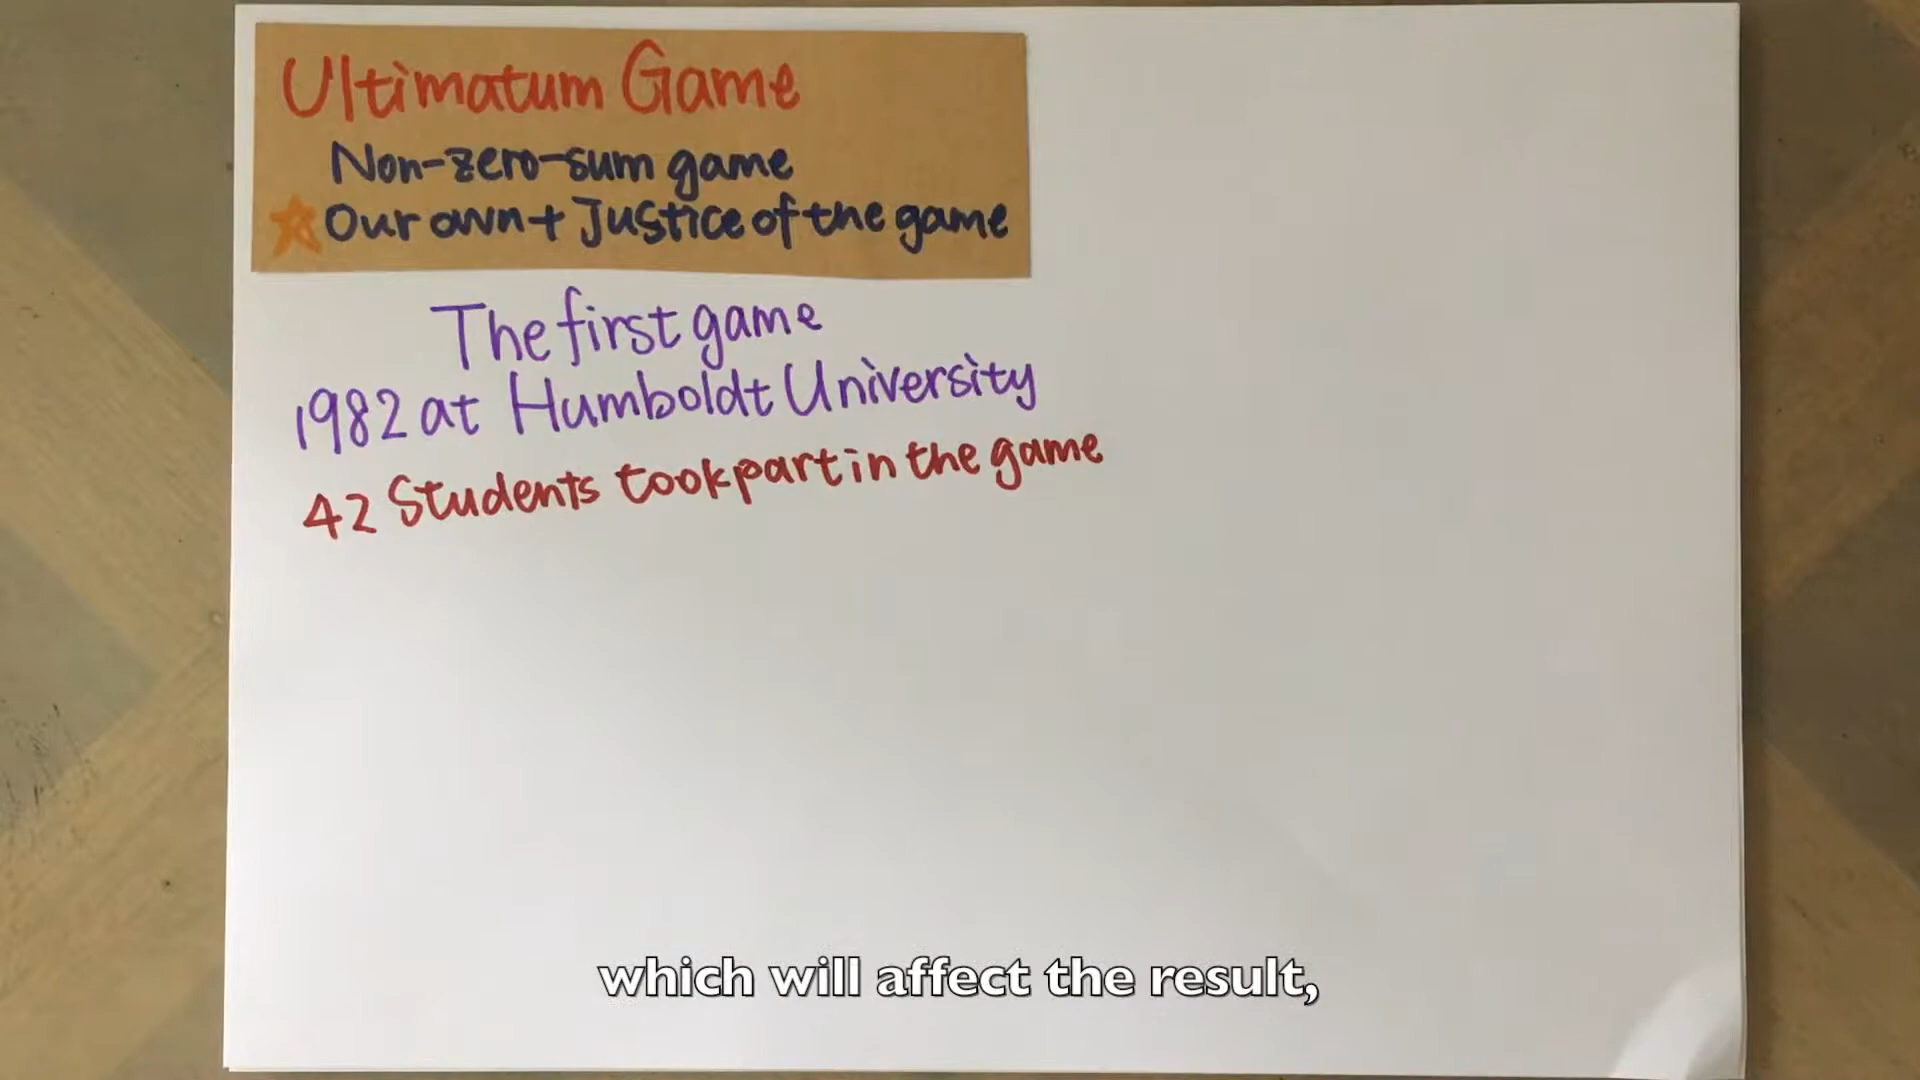 Ultimatum Game
Non-zero-sum game
Our own + Justice of the game
The first game
1982 at Humboldt University
42 Students took part in the game
which will affect the result,